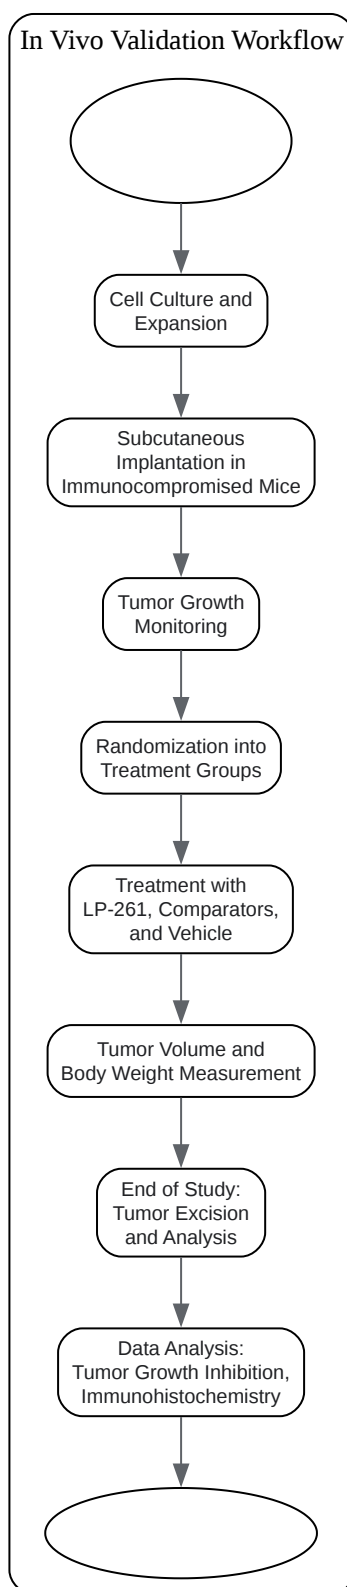 In Vivo Validation Workflow
Cell Culture and
Expansion
Subcutaneous
Implantation in
Immunocompromised Mice
Tumor Growth
Monitoring
Randomization into
Treatment Groups
Treatment with
LP-261, Comparators,
and Vehicle
Tumor Volume and
Body Weight Measurement
End of Study:
Tumor Excision
and Analysis
Data Analysis:
Tumor Growth Inhibition,
Immunohistochemistry